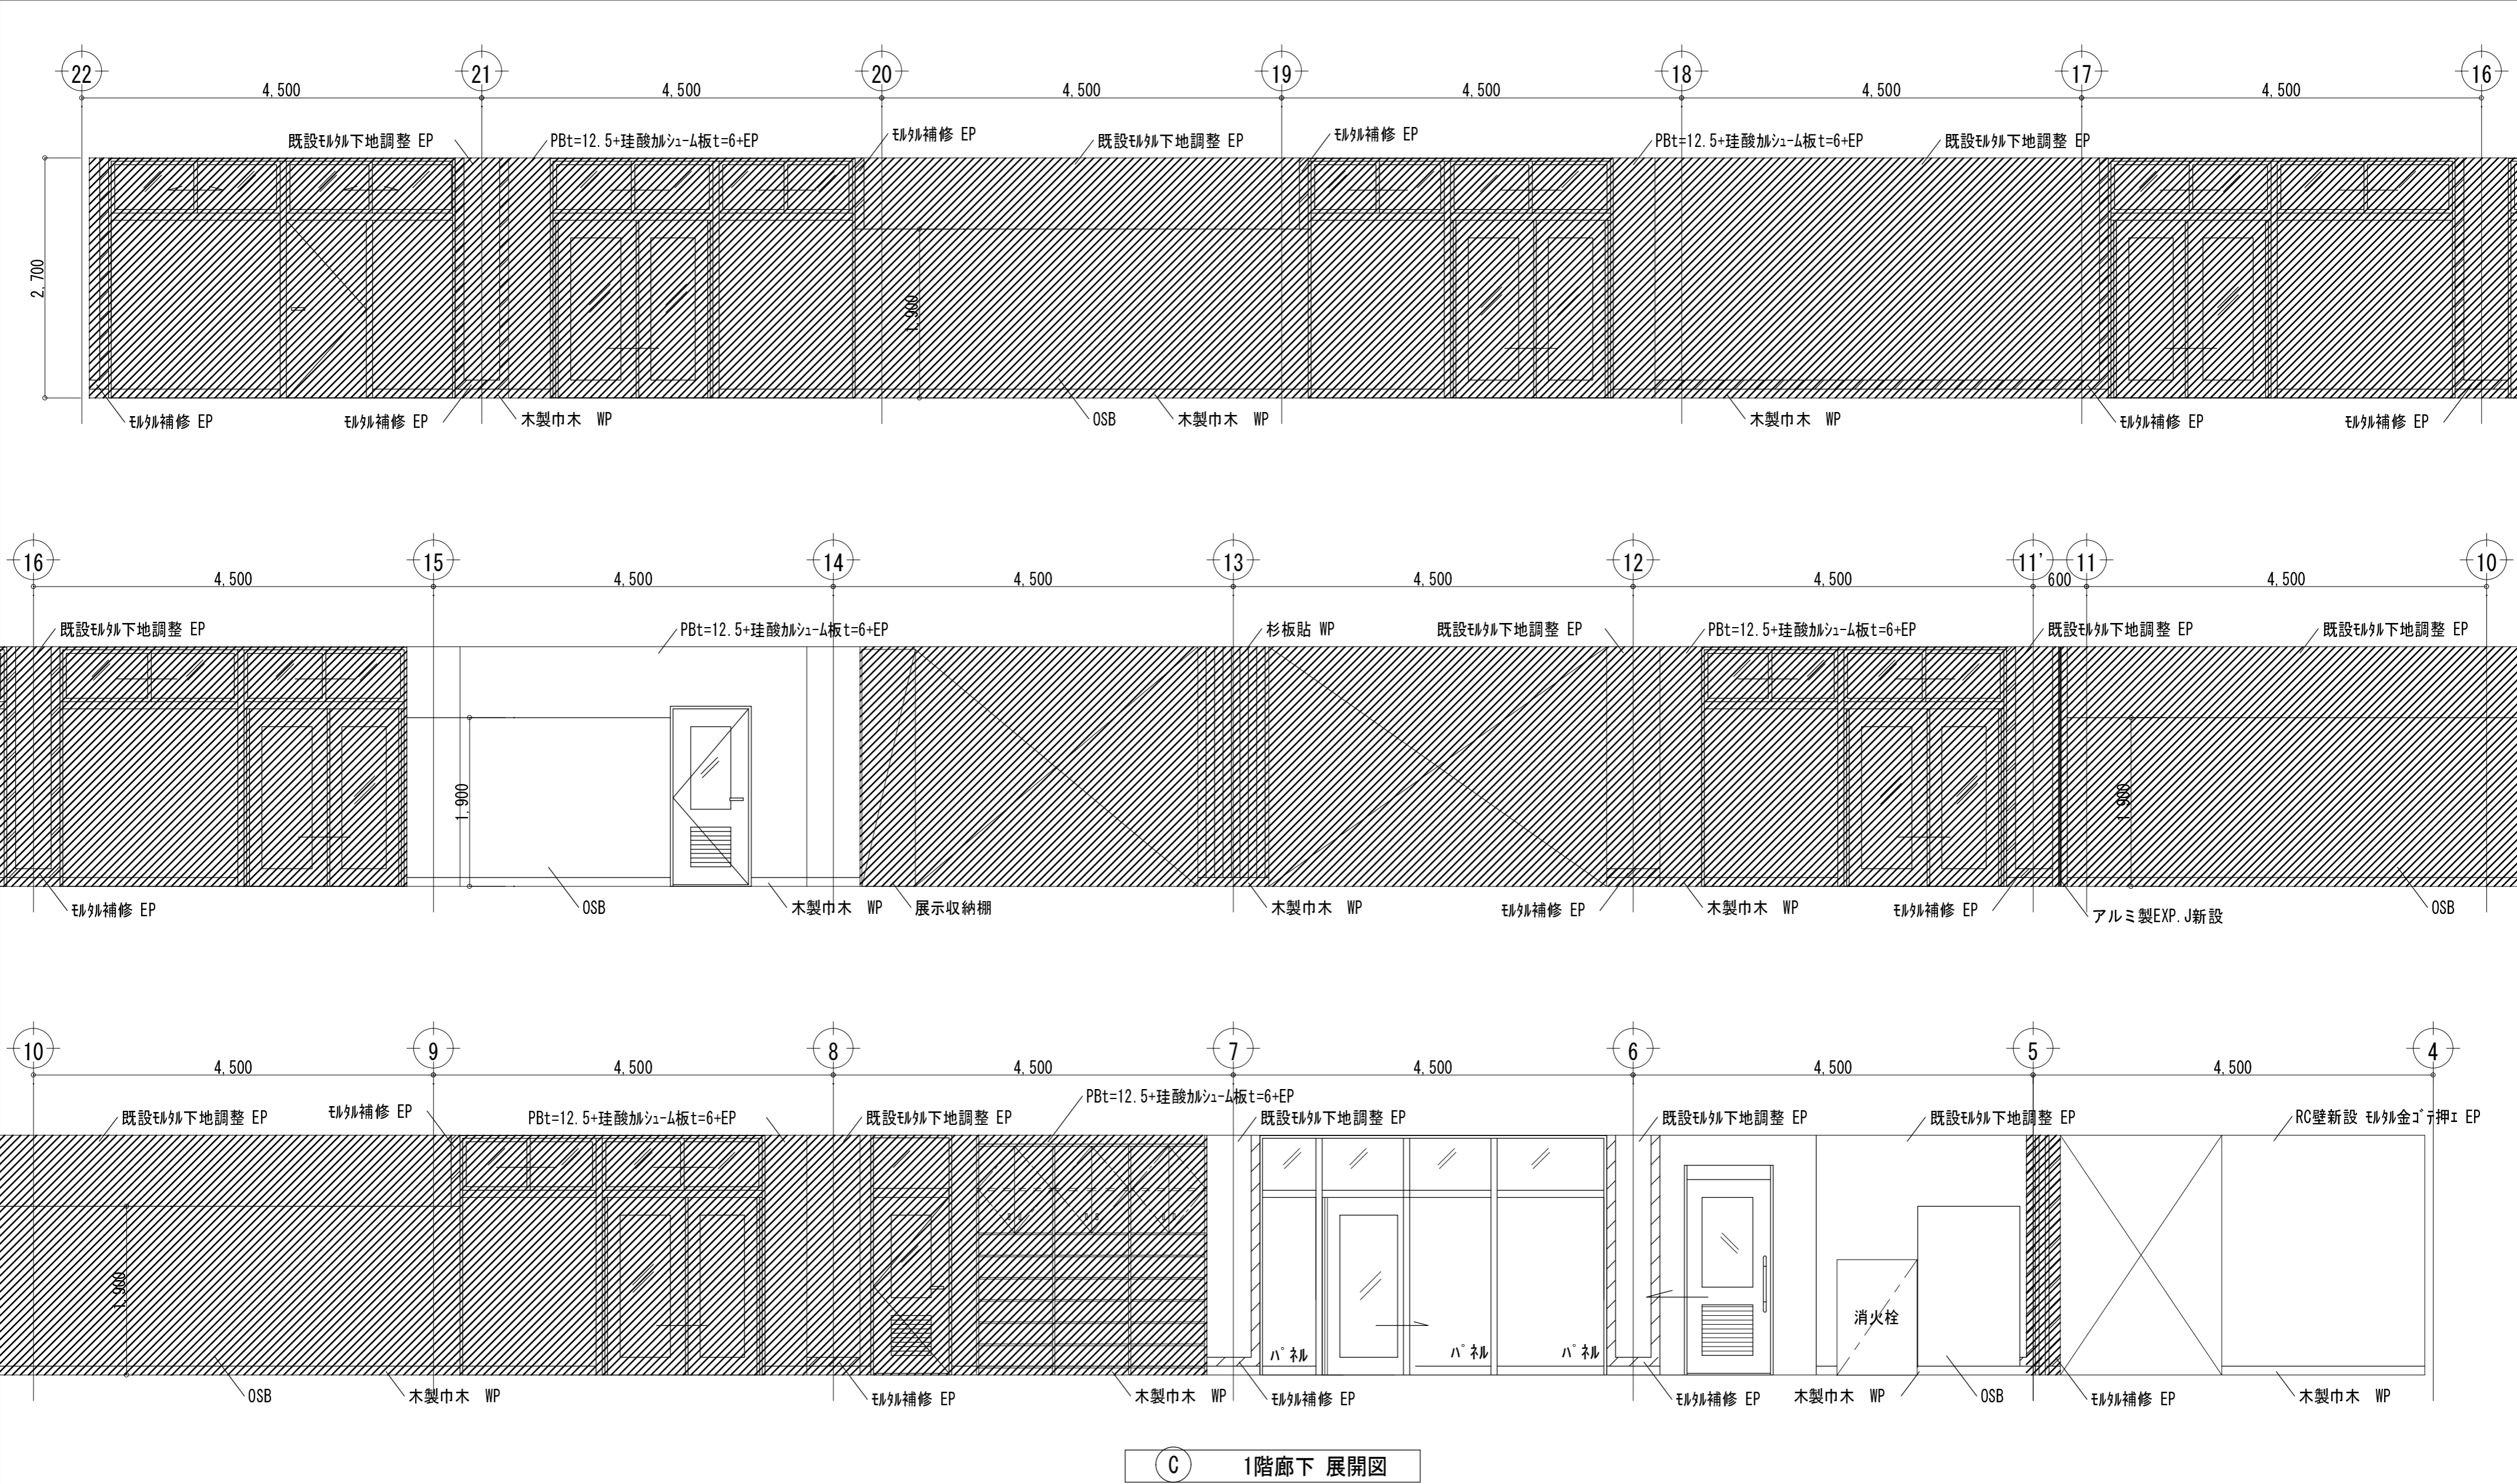 22 21 20 19 18 17 16
4,500 4,500 4,500 4,500 4,500 4,500
既設ﾓﾙﾀﾙ下地調整 EP PBt=12.5+珪酸ｶﾙｼｭｰﾑ板t=6+EP ﾓﾙﾀﾙ補修 EP 既設ﾓﾙﾀﾙ下地調整 EP ﾓﾙﾀﾙ補修 EP PBt=12.5+珪酸ｶﾙｼｭｰﾑ板t=6+EP 既設ﾓﾙﾀﾙ下地調整 EP
2,700
1,900
ﾓﾙﾀﾙ補修 EP ﾓﾙﾀﾙ補修 EP 木製巾木 WP OSB 木製巾木 WP 木製巾木 WP ﾓﾙﾀﾙ補修 EP ﾓﾙﾀﾙ補修 EP
16 15 14 13 12 11' 11 10
4,500 4,500 4,500 4,500 4,500 600 4,500
既設ﾓﾙﾀﾙ下地調整 EP PBt=12.5+珪酸ｶﾙｼｭｰﾑ板t=6+EP 杉板貼 WP 既設ﾓﾙﾀﾙ下地調整 EP PBt=12.5+珪酸ｶﾙｼｭｰﾑ板t=6+EP 既設ﾓﾙﾀﾙ下地調整 EP 既設ﾓﾙﾀﾙ下地調整 EP
1,900 1,900
ﾓﾙﾀﾙ補修 EP OSB 木製巾木 WP 展示収納棚 木製巾木 WP ﾓﾙﾀﾙ補修 EP 木製巾木 WP ﾓﾙﾀﾙ補修 EP アルミ製EXP.J新設 OSB
10 9 8 7 6 5 4
4,500 4,500 4,500 4,500 4,500 4,500
PBt=12.5+珪酸ｶﾙｼｭｰﾑ板t=6+EP
既設ﾓﾙﾀﾙ下地調整 EP ﾓﾙﾀﾙ補修 EP PBt=12.5+珪酸ｶﾙｼｭｰﾑ板t=6+EP 既設ﾓﾙﾀﾙ下地調整 EP 既設ﾓﾙﾀﾙ下地調整 EP 既設ﾓﾙﾀﾙ下地調整 EP 既設ﾓﾙﾀﾙ下地調整 EP RC壁新設 ﾓﾙﾀﾙ金ｺﾞﾃ押ｴ EP
1,900
消火栓
ﾊﾟﾈﾙ ﾊﾟﾈﾙ ﾊﾟﾈﾙ
OSB 木製巾木 WP ﾓﾙﾀﾙ補修 EP 木製巾木 WP ﾓﾙﾀﾙ補修 EP ﾓﾙﾀﾙ補修 EP 木製巾木 WP OSB ﾓﾙﾀﾙ補修 EP 木製巾木 WP
C 1階廊下 展開図